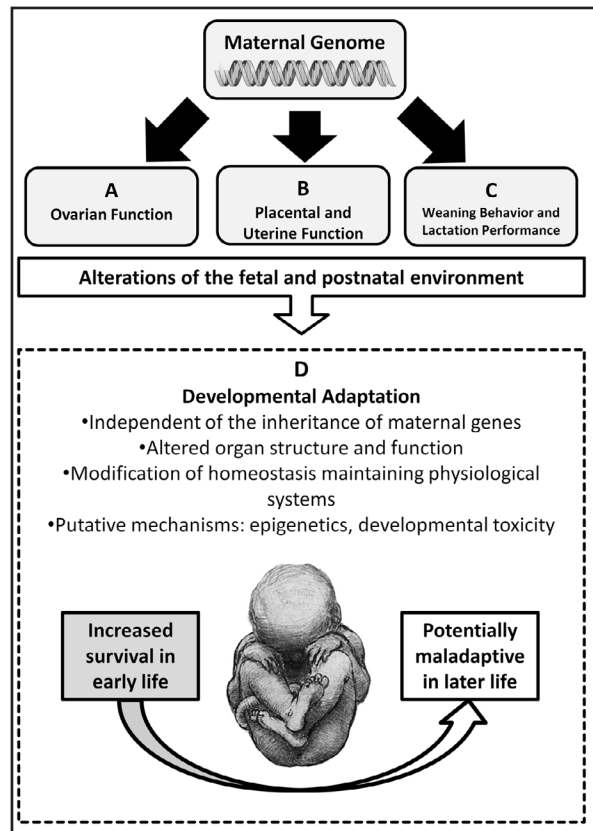 Maternal Genome
A
Ovarian Function
B
Placental and
Uterine Function
C
Weaning Behavior and
Lactation Performance
Alterations of the fetal and postnatal environment
D
Developmental Adaptation
•Independent of the inheritance of maternal genes
•Altered organ structure and function
•Modification of homeostasis maintaining physiological
systems
•Putative mechanisms: epigenetics, developmental toxicity
Increased
survival in
early life
Potentially
maladaptive
in later life